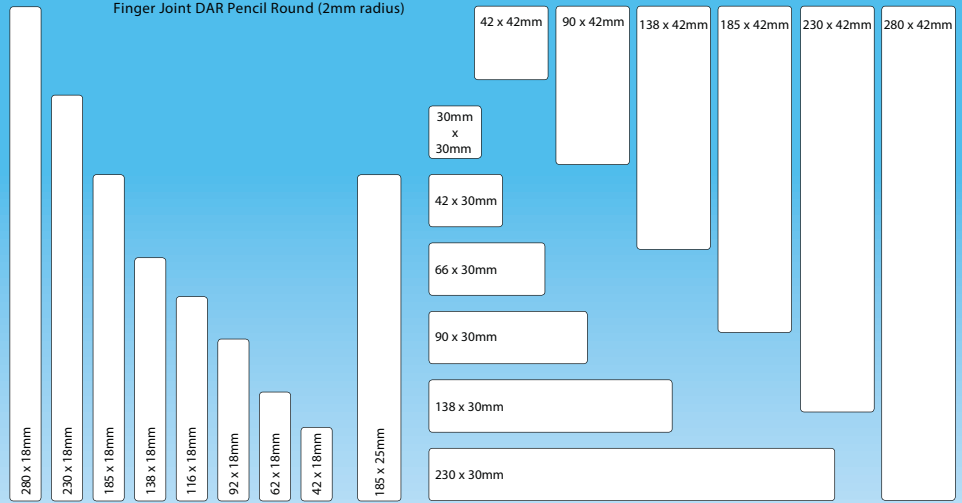 Finger Joint DAR Pencil Round (2mm radius)
42 x 42mm
90 x 42mm
138 x 42mm
185 x 42mm
230 x 42mm
280 x 42mm
30mm
x
30mm
42 x 30mm
66 x 30mm
90 x 30mm
138 x 30mm
230 x 30mm
280 x 18mm
230 x 18mm
185 x 18mm
138 x 18mm
116 x 18mm
92 x 18mm
62 x 18mm
42 x 18mm
185 x 25mm